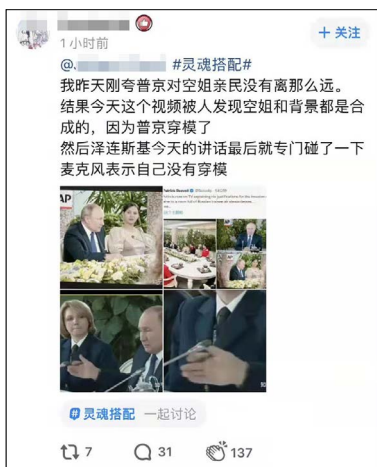 1小时前
+ 关注
@. #灵魂搭配#
我昨天刚夸普京对空姐亲民没有离那么远。
结果今天这个视频被人发现空姐和背景都是合
成的，因为普京穿模了
然后泽连斯基今天的讲话最后就专门碰了一下
麦克风表示自己没有穿模
AP
AP
#灵魂搭配 一起讨论
7 31 137